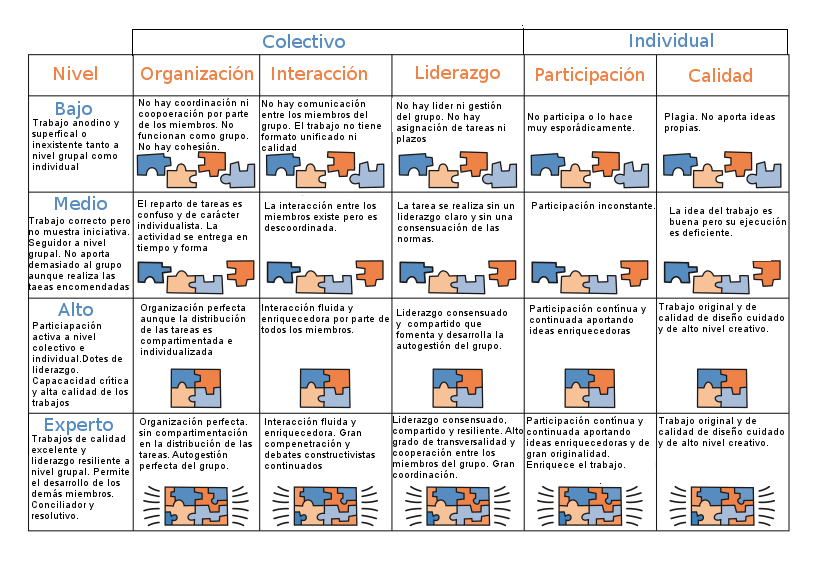 Colectivo
Individual
Nivel
Organización
Interacción
Liderazgo
Participación
Calidad
Bajo
Trabajo anodino y
superfical o
inexistente tanto a
nivel grupal como
individual
No hay coordinación ni
coopoeración por parte
de los miembros. No
funcionan como grupo.
No hay cohesión.
No hay comunicación
entre los miembros del
grupo. El trabajo no tiene
formato unificado ni
calidad
No hay lider ni gestión
del grupo. No hay
asignación de tareas ni
plazos
No participa o lo hace
muy esporádicamente.
Plagia. No aporta ideas
propias.
Medio
Trabajo correcto pero
no muestra iniciativa.
Seguidor a nivel
grupal. No aporta
demasiado al grupo
aunque realiza las
taeas encomendadas
El reparto de tareas es
confuso y de carácter
individualista. La
actividad se entrega en
tiempo y forma
La interacción entre los
miembros existe pero es
descoordinada.
La tarea se realiza sin un
liderazgo claro y sin una
consensuación de las
normas.
Participación inconstante.
La idea del trabajo es
buena pero su ejecución
es deficiente.
Alto
Particiapación
activa a nivel
colectivo e
individual.Dotes de
liderazgo.
Capacacidad crítica
y alta calidad de los
trabajos
Organización perfecta
aunque la distribución
de las tareas es
compartimentada e
individualizada
Interacción fluida y
enriquecedora por parte de
todos los miembros.
Liderazgo consensuado
y compartido que
fomenta y desarrolla la
autogestión del grupo.
Participación contínua y
continuada aportando
ideas enriquecedoras
Trabajo original y de
calidad de diseño cuidado
y de alto nivel creativo.
Experto
Trabajos de calidad
excelente y
liderazgo resiliente a
nivel grupal. Permite
el desarrollo de los
demás miembros.
Conciliador y
resolutivo.
Organización perfecta.
sin compartimentación
en la distribución de las
tareas. Autogestión
perfecta del grupo.
Interacción fluida y
enriquecedora. Gran
compenetración y
debates constructivistas
continuados
Liderazgo consensuado,
compartido y resiliente. Alto
grado de transversalidad y
cooperación entre los
miembros del grupo. Gran
coordinación.
Participación contínua y
continuada aportando
ideas enriquecedoras y de
gran originalidad.
Enriquece el trabajo.
Trabajo original y de
calidad de diseño cuidado
y de alto nivel creativo.